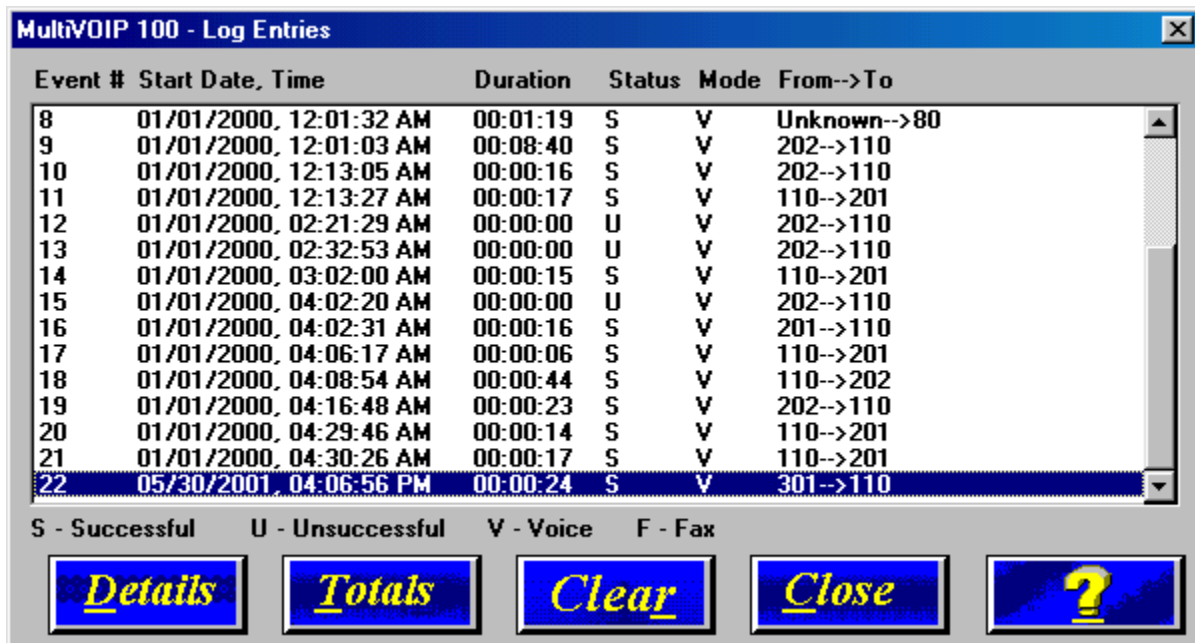 MultiVOIP 100 - Log Entries
Event # Start Date, Time Duration Status Mode From-->To
8 01/01/2000, 12:01:32 AM 00:01:19 S V Unknown-->80
9 01/01/2000, 12:01:03 AM 00:08:40 S V 202-->110
10 01/01/2000, 12:13:05 AM 00:00:16 S V 202-->110
11 01/01/2000, 12:13:27 AM 00:00:17 S V 110-->201
12 01/01/2000, 02:21:29 AM 00:00:00 U V 202-->110
13 01/01/2000, 02:32:53 AM 00:00:00 U V 202-->110
14 01/01/2000, 03:02:00 AM 00:00:15 S V 110-->201
15 01/01/2000, 04:02:20 AM 00:00:00 U V 202-->110
16 01/01/2000, 04:02:31 AM 00:00:16 S V 201-->110
17 01/01/2000, 04:06:17 AM 00:00:06 S V 110-->201
18 01/01/2000, 04:08:54 AM 00:00:44 S V 110-->202
19 01/01/2000, 04:16:48 AM 00:00:23 S V 202-->110
20 01/01/2000, 04:29:46 AM 00:00:14 S V 110-->201
21 01/01/2000, 04:30:26 AM 00:00:17 S V 110-->201
22 05/30/2001, 04:06:56 PM 00:00:24 S V 301-->110
S - Successful U - Unsuccessful V - Voice F - Fax
Details Totals Clear Close ?